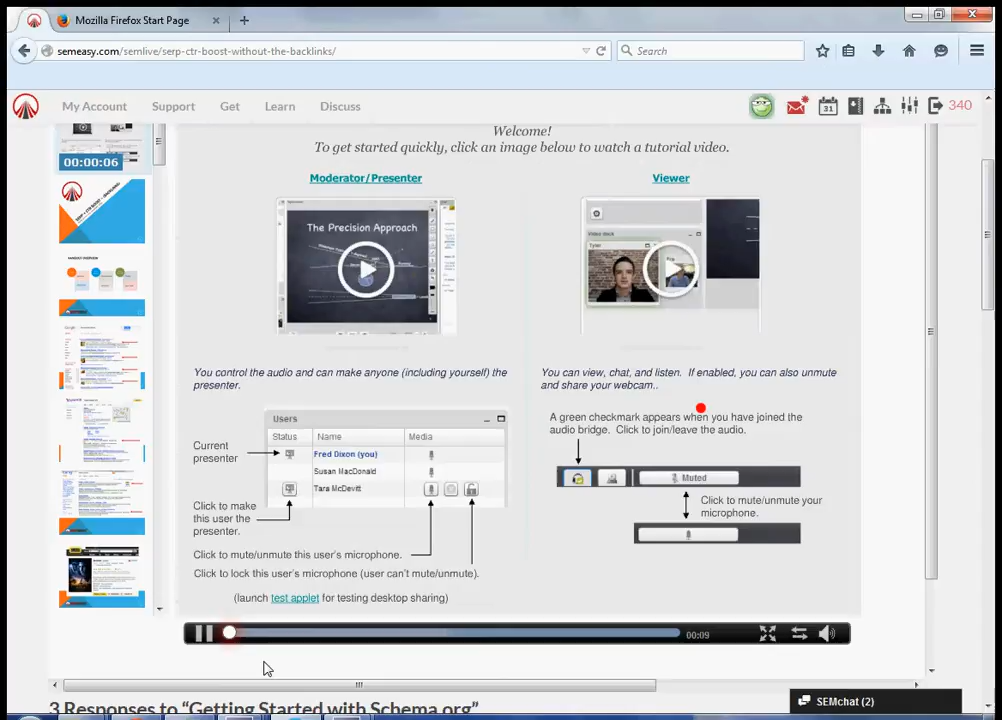 Mozilla Firefox Start Page
semeasy.com/semlive/serp-ctr-boost-without-the-backlinks/
Search
My Account
Support
Get
Learn
Discuss
31
340
00:00:06
Welcome!
To get started quickly, click an image below to watch a tutorial video.
Moderator/Presenter
Viewer
The Precision Approach
Video dock
Tyler
You control the audio and can make anyone (including yourself) the
presenter.
You can view, chat, and listen. If enabled, you can also unmute
and share your webcam..
A green checkmark appears when you have joined the
audio bridge. Click to join/leave the audio.
Users
Status
Name
Media
Current
presenter
Fred Dixon (you)
Susan MacDonald
Tara McDevitt
Muted
Click to make
this user the
presenter.
Click to mute/unmute your
microphone.
Click to mute/unmute this user's microphone.
Click to lock this user's microphone (user can't mute/unmute).
(launch test applet for testing desktop sharing)
00:09
SEMchat (2)
3 Responses to “Getting Started with Schema.org”